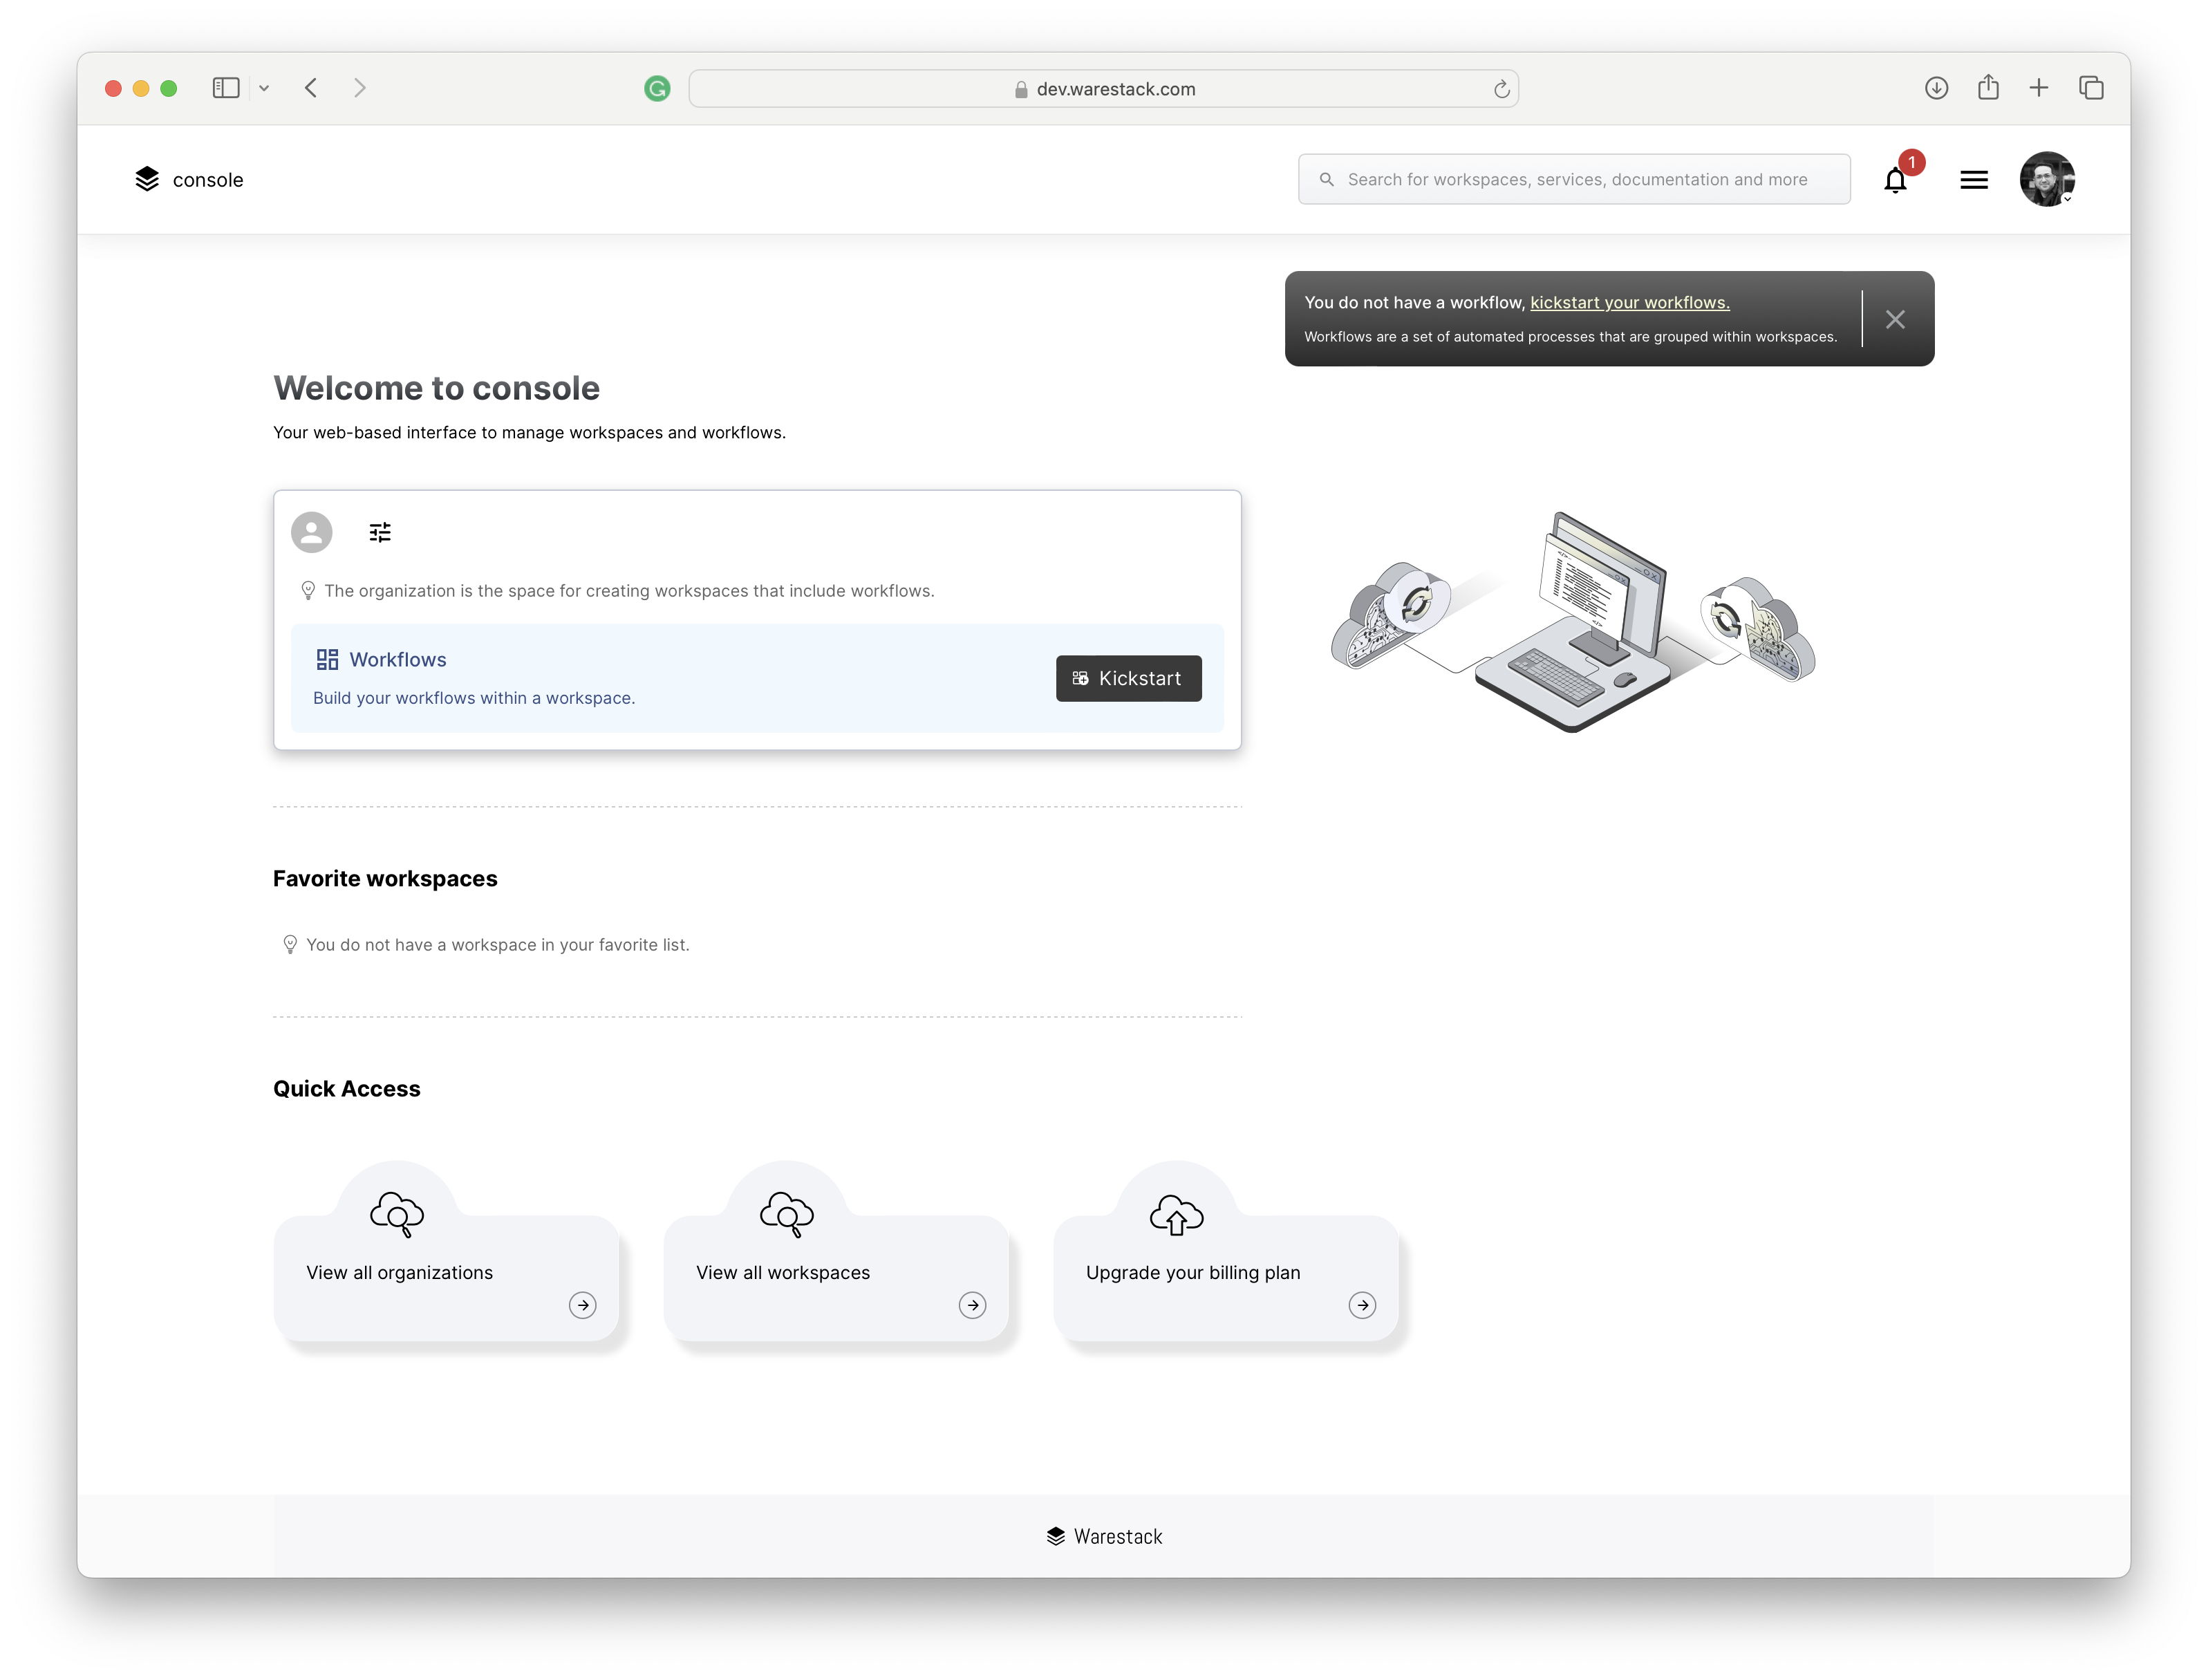 dev.warestack.com
console
Search for workspaces, services, documentation and more
1
You do not have a workflow, kickstart your workflows.
Workflows are a set of automated processes that are grouped within workspaces.
Welcome to console
Your web-based interface to manage workspaces and workflows.
The organization is the space for creating workspaces that include workflows.
Workflows
Build your workflows within a workspace.
Kickstart
Favorite workspaces
You do not have a workspace in your favorite list.
Quick Access
View all organizations
View all workspaces
Upgrade your billing plan
Warestack